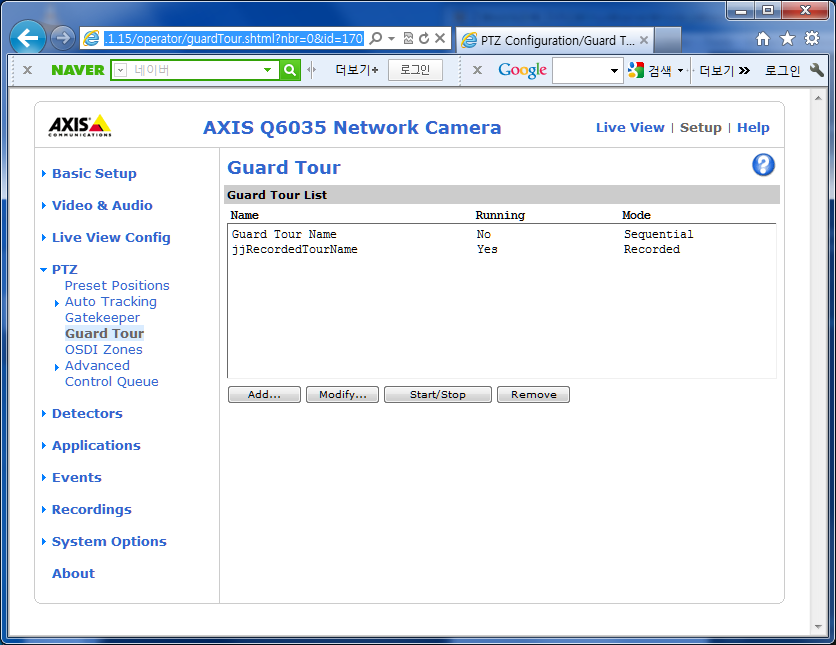 .1.15/operator/guardTour.shtml?nbr=0&id=170
PTZ Configuration/Guard T...
NAVER
네이버
더보기+
로그인
Google
검색
더보기 »
로그인
AXIS
COMMUNICATIONS
AXIS Q6035 Network Camera
Live View | Setup | Help
Basic Setup
Video & Audio
Live View Config
PTZ
Preset Positions
Auto Tracking
Gatekeeper
Guard Tour
OSDI Zones
Advanced
Control Queue
Detectors
Applications
Events
Recordings
System Options
About
Guard Tour
?
Guard Tour List
Name Running Mode
Guard Tour Name No Sequential
jjRecordedTourName Yes Recorded
Add... Modify... Start/Stop Remove